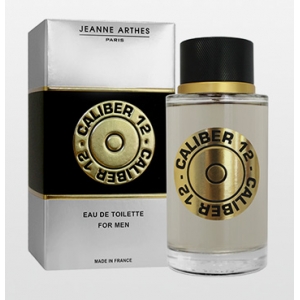 JEANNE ARTHES
PARIS
CALIBER 12 - CALIBER 12 -
EAU DE TOILETTE
FOR MEN
MADE IN FRANCE
CALIBER 12 - CALIBER 12 -